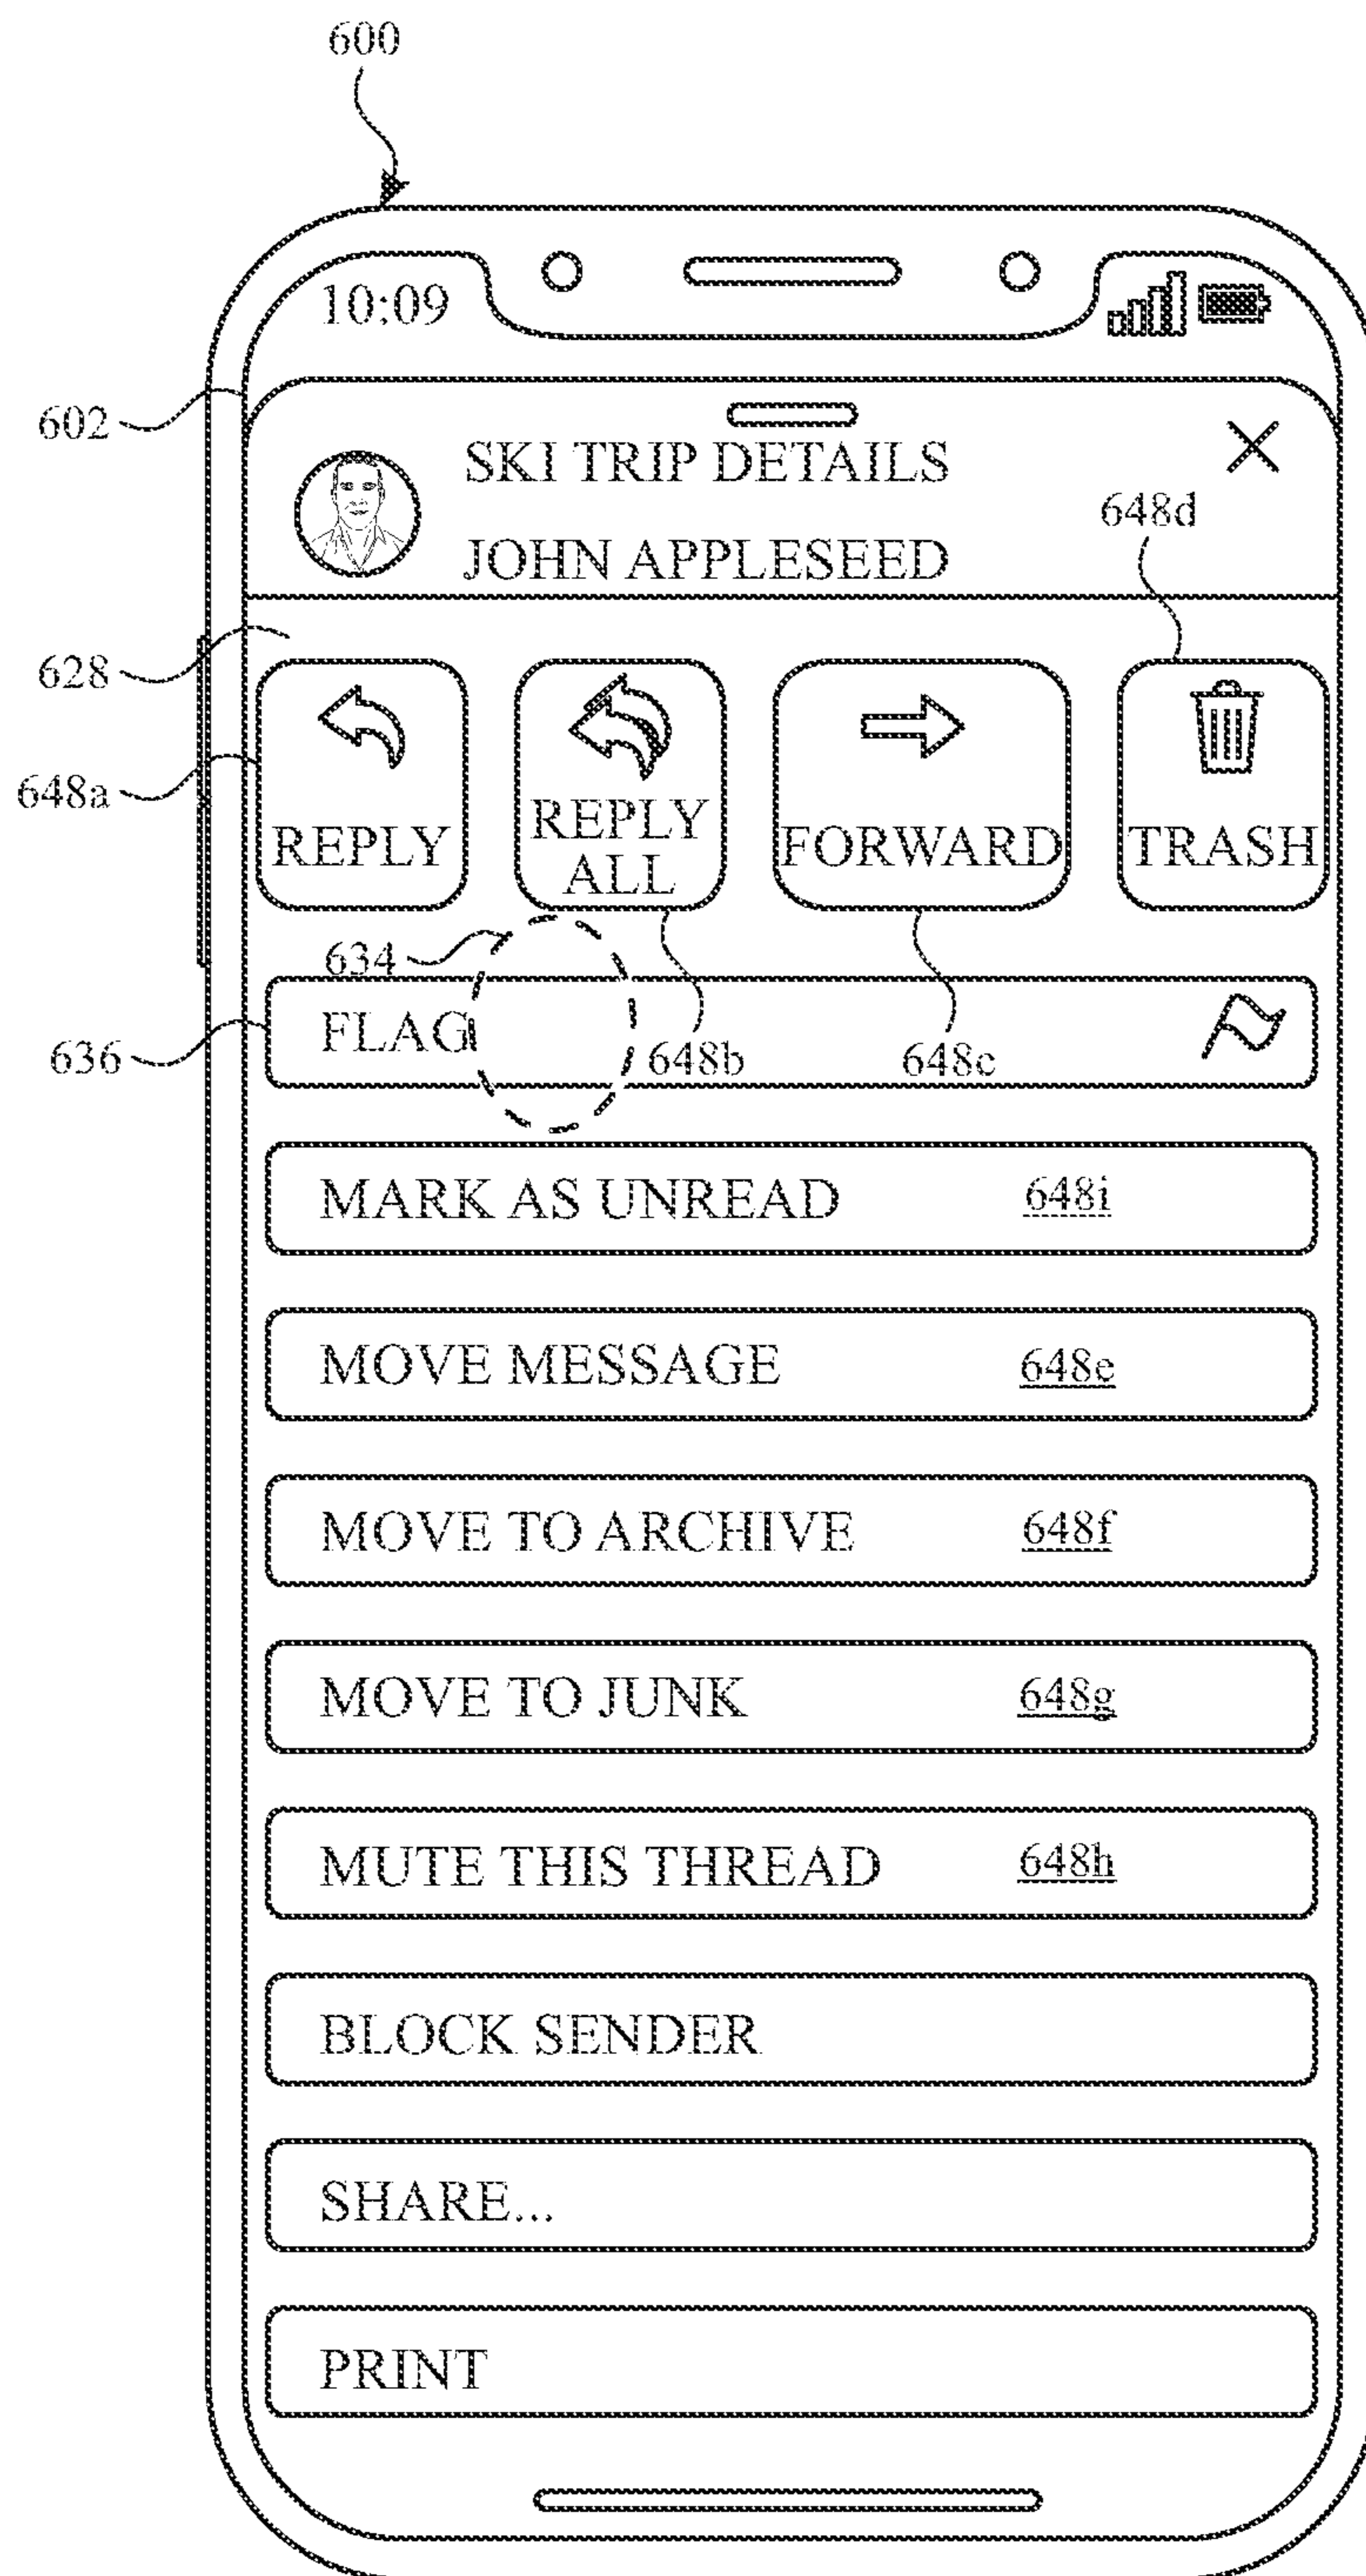 600
10:09
602
SKI TRIP DETAILS
648d
JOHN APPLESEED
628
648a
REPLY
REPLY
ALL
FORWARD
TRASH
634
636
FLAG
648b
648c
MARK AS UNREAD 648i
MOVE MESSAGE 648e
MOVE TO ARCHIVE 648f
MOVE TO JUNK 648g
MUTE THIS THREAD 648h
BLOCK SENDER
SHARE...
PRINT